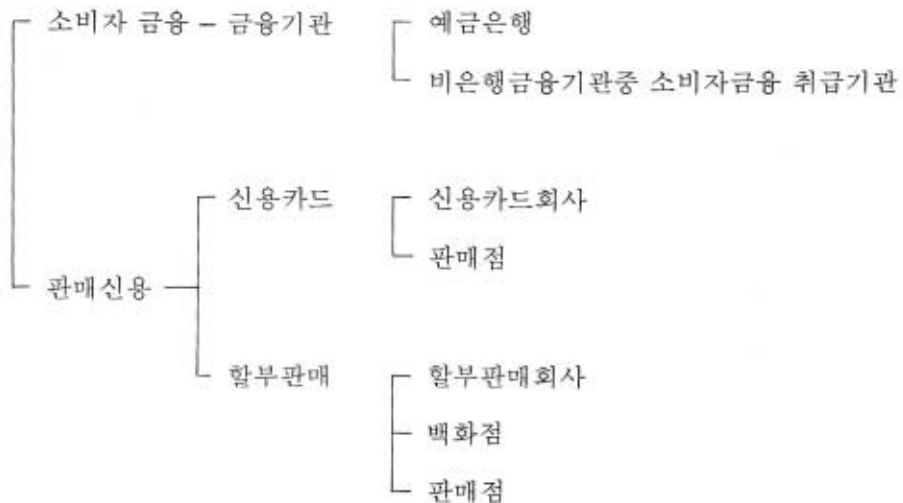 소비자 금융 – 금융기관 예금은행
비은행금융기관중 소비자금융 취급기관
신용카드 신용카드회사
판매점
판매신용
할부판매 할부판매회사
백화점
판매점